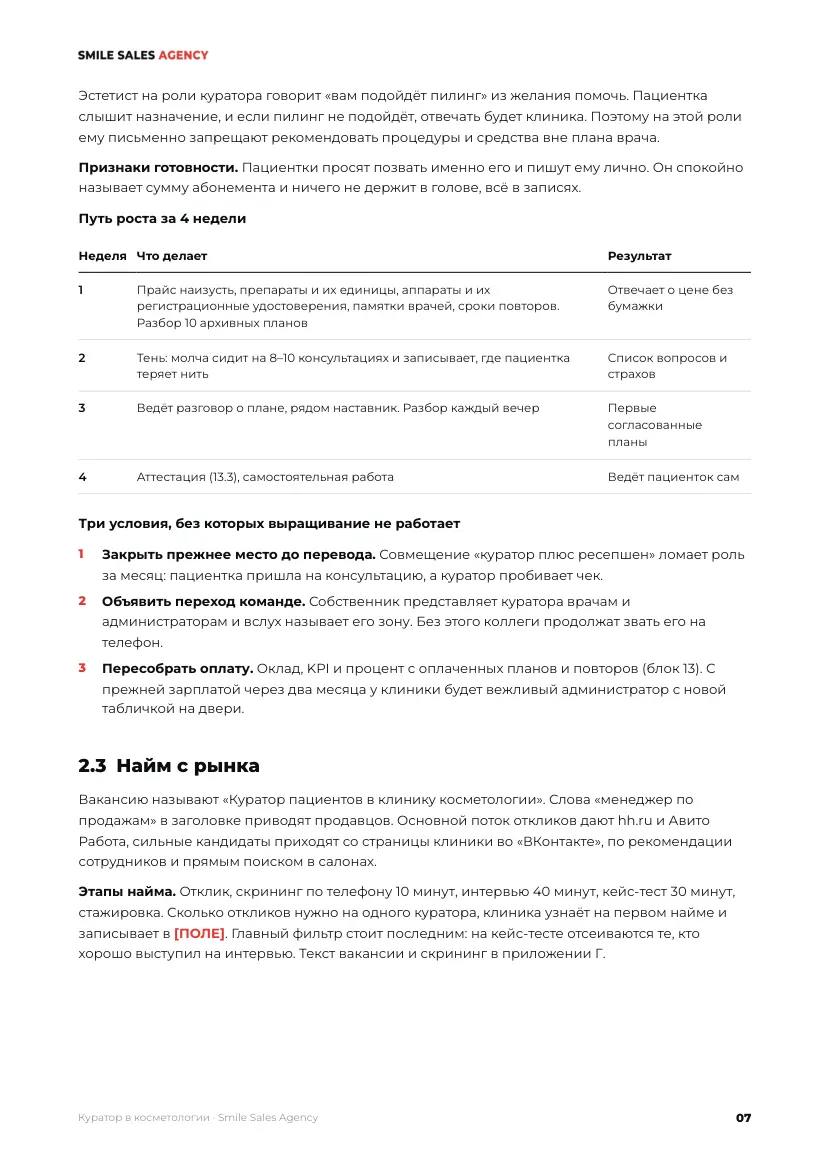 SMILE SALES AGENCY
Эстетист на роли куратора говорит «вам подойдёт пилинг» из желания помочь. Пациентка
слышит назначение, и если пилинг не подойдёт, отвечать будет клиника. Поэтому на этой роли
ему письменно запрещают рекомендовать процедуры и средства вне плана врача.
Признаки готовности. Пациентки просят позвать именно его и пишут ему лично. Он спокойно
называет сумму абонемента и ничего не держит в голове, всё в записях.
Путь роста за 4 недели
Неделя Что делает Результат
1 Прайс наизусть, препараты и их единицы, аппараты и их Отвечает о цене без
регистрационные удостоверения, памятки врачей, сроки повторов. бумажки
Разбор 10 архивных планов
2 Тень: молча сидит на 8–10 консультациях и записывает, где пациентка Список вопросов и
теряет нить страхов
3 Ведёт разговор о плане, рядом наставник. Разбор каждый вечер Первые
согласованные
планы
4 Аттестация (13.3), самостоятельная работа Ведёт пациенток сам
Три условия, без которых выращивание не работает
1 Закрыть прежнее место до перевода. Совмещение «куратор плюс ресепшен» ломает роль
за месяц: пациентка пришла на консультацию, а куратор пробивает чек.
2 Объявить переход команде. Собственник представляет куратора врачам и
администраторам и вслух называет его зону. Без этого коллеги продолжат звать его на
телефон.
3 Пересобрать оплату. Оклад, KPI и процент с оплаченных планов и повторов (блок 13). С
прежней зарплатой через два месяца у клиники будет вежливый администратор с новой
табличкой на двери.
2.3 Найм с рынка
Вакансию называют «Куратор пациентов в клинику косметологии». Слова «менеджер по
продажам» в заголовке приводят продавцов. Основной поток откликов дают hh.ru и Авито
Работа, сильные кандидаты приходят со страницы клиники во «ВКонтакте», по рекомендации
сотрудников и прямым поиском в салонах.
Этапы найма. Отклик, скрининг по телефону 10 минут, интервью 40 минут, кейс-тест 30 минут,
стажировка. Сколько откликов нужно на одного куратора, клиника узнаёт на первом найме и
записывает в [ПОЛЕ]. Главный фильтр стоит последним: на кейс-тесте отсеиваются те, кто
хорошо выступил на интервью. Текст вакансии и скрининг в приложении Г.
Куратор в косметологии · Smile Sales Agency 07